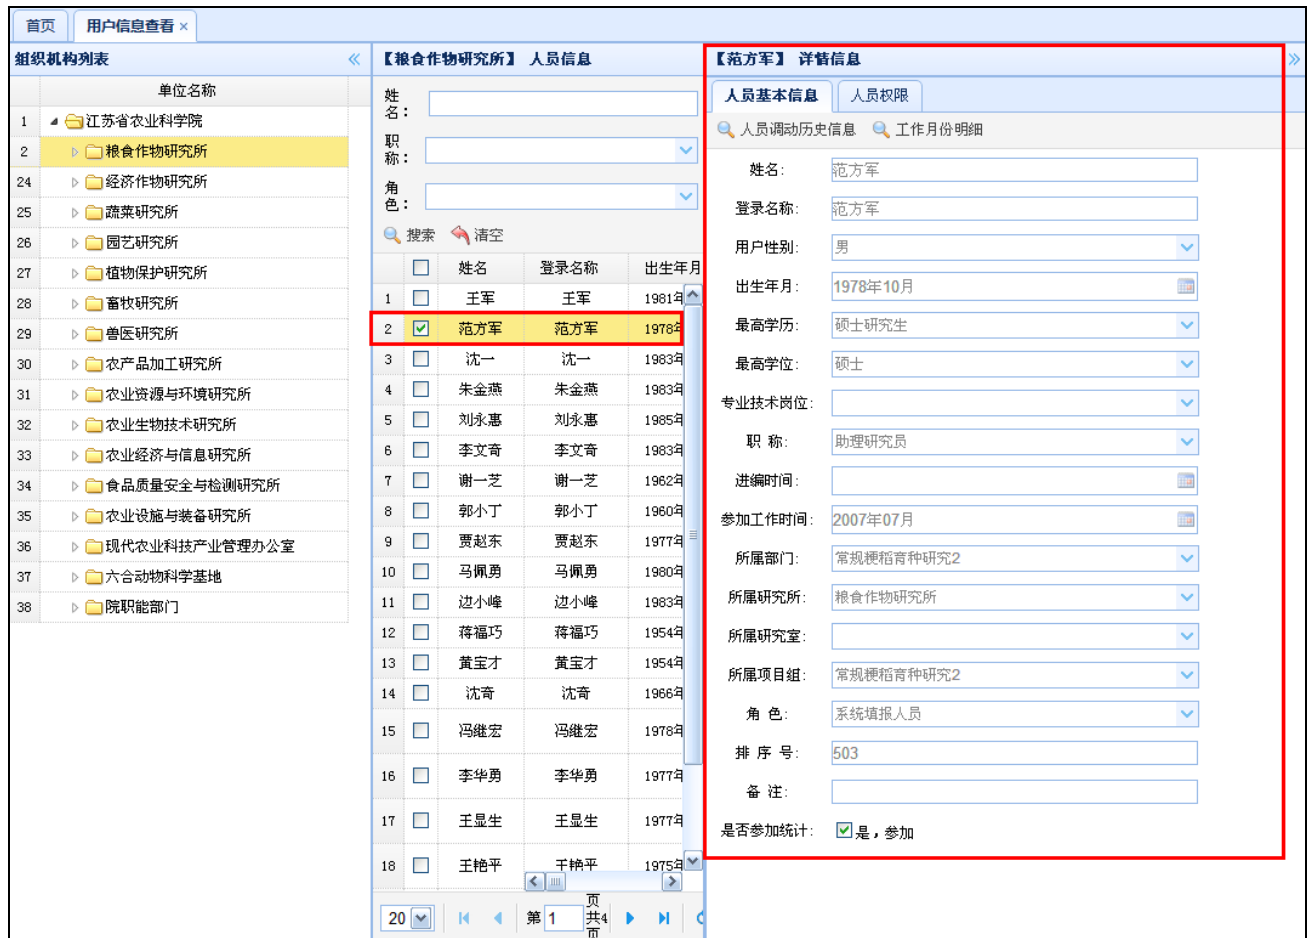 首页
用户信息查看 ×
组织机构列表
单位名称
1 江苏省农业科学院
2 粮食作物研究所
24 经济作物研究所
25 蔬菜研究所
26 园艺研究所
27 植物保护研究所
28 畜牧研究所
29 兽医研究所
30 农产品加工研究所
31 农业资源与环境研究所
32 农业生物技术研究所
33 农业经济与信息研究所
34 食品质量安全与检测研究所
35 农业设施与装备研究所
36 现代农业科技产业管理办公室
37 六合动物科学基地
38 院职能部门
【粮食作物研究所】 人员信息
姓名:
职称:
角色:
搜索 清空
姓名 登录名称 出生年月
1 王军 王军 1981年
2 范方军 范方军 1978年
3 沈一 沈一 1983年
4 朱金燕 朱金燕 1983年
5 刘永惠 刘永惠 1985年
6 李文奇 李文奇 1983年
7 谢一芝 谢一芝 1962年
8 郭小丁 郭小丁 1960年
9 贾赵东 贾赵东 1977年
10 马佩勇 马佩勇 1980年
11 边小峰 边小峰 1983年
12 蒋福巧 蒋福巧 1954年
13 黄宝才 黄宝才 1954年
14 沈奇 沈奇 1966年
15 冯继宏 冯继宏 1978年
16 李华勇 李华勇 1977年
17 王显生 王显生 1977年
18 王艳平 王艳平 1975年
20 第 1 页共4页
【范方军】 详情信息
人员基本信息 人员权限
人员调动历史信息 工作月份明细
姓名: 范方军
登录名称: 范方军
用户性别: 男
出生年月: 1978年10月
最高学历: 硕士研究生
最高学位: 硕士
专业技术岗位:
职 称: 助理研究员
进编时间:
参加工作时间: 2007年07月
所属部门: 常规粳稻育种研究2
所属研究所: 粮食作物研究所
所属研究室:
所属项目组: 常规粳稻育种研究2
角 色: 系统填报人员
排 序 号: 503
备 注:
是否参加统计: 是，参加